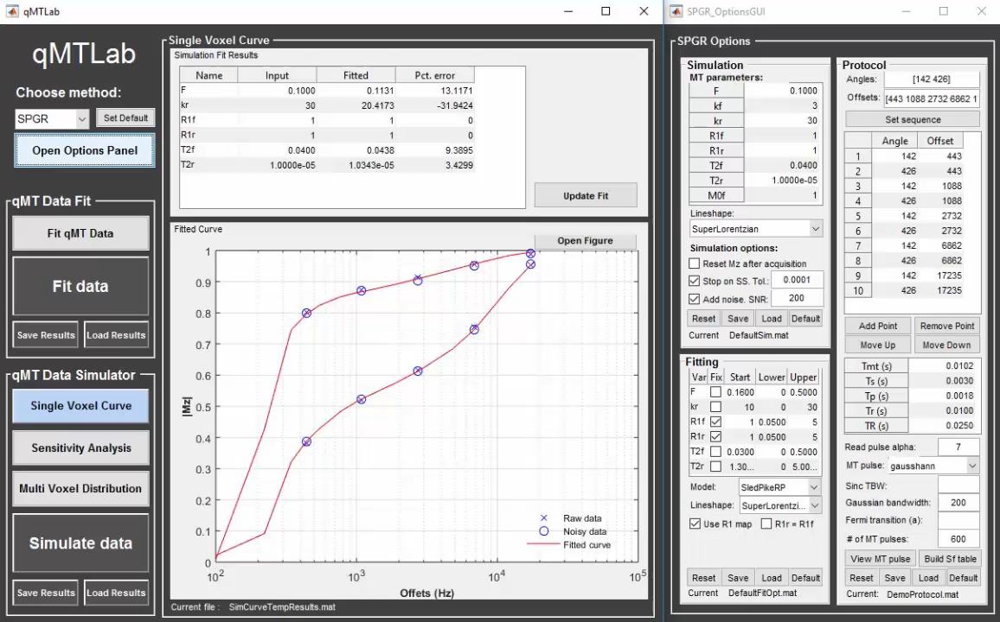 qMTLab
SPGR_OptionsGUI
qMTLab
Choose method:
SPGR
Set Default
Open Options Panel
qMT Data Fit
Fit qMT Data
Fit data
Save Results
Load Results
qMT Data Simulator
Single Voxel Curve
Sensitivity Analysis
Multi Voxel Distribution
Simulate data
Save Results
Load Results
Single Voxel Curve
Simulation Fit Results
Name Input Fitted Pct. error
F 0.1000 0.1131 13.1171
kr 30 20.4173 -31.9424
R1f 1 1 0
R1r 1 1 0
T2f 0.0400 0.0438 9.3895
T2r 1.0000e-05 1.0343e-05 3.4299
Update Fit
Fitted Curve
Open Figure
1
0.9
0.8
0.7
0.6
0.5
0.4
0.3
0.2
0.1
0
|Mz|
10^2 10^3 10^4 10^5
Offets (Hz)
Raw data
Noisy data
Fitted curve
Current file : SimCurveTempResults.mat
SPGR Options
Simulation
MT parameters:
F 0.1000
kf 3
kr 30
R1f 1
R1r 1
T2f 0.0400
T2r 1.0000e-05
M0f 1
Lineshape:
SuperLorentzian
Simulation options:
Reset Mz after acquisition
Stop on SS. Tol.: 0.0001
Add noise. SNR: 200
Reset Save Load Default
Current DefaultSim.mat
Fitting
Var Fix Start Lower Upper
F 0.1600 0 0.5000
kr 10 0 30
R1f 1 0.0500 5
R1r 1 0.0500 5
T2f 0.0300 0 0.5000
T2r 1.30... 0 5.00...
Model: SledPikeRP
Lineshape: SuperLorentzi...
Use R1 map R1r = R1f
Reset Save Load Default
Current DefaultFitOpt.mat
Protocol
Angles: [142 426]
Offsets: [443 1088 2732 6862 1
Set sequence
Angle Offset
1 142 443
2 426 443
3 142 1088
4 426 1088
5 142 2732
6 426 2732
7 142 6862
8 426 6862
9 142 17235
10 426 17235
Add Point Remove Point
Move Up Move Down
Tmt (s) 0.0102
Ts (s) 0.0030
Tp (s) 0.0018
Tr (s) 0.0100
TR (s) 0.0250
Read pulse alpha: 7
MT pulse: gausshann
Sinc TBW:
Gaussian bandwidth: 200
Fermi transition (a):
# of MT pulses: 600
View MT pulse Build Sf table
Reset Save Load Default
Current: DemoProtocol.mat